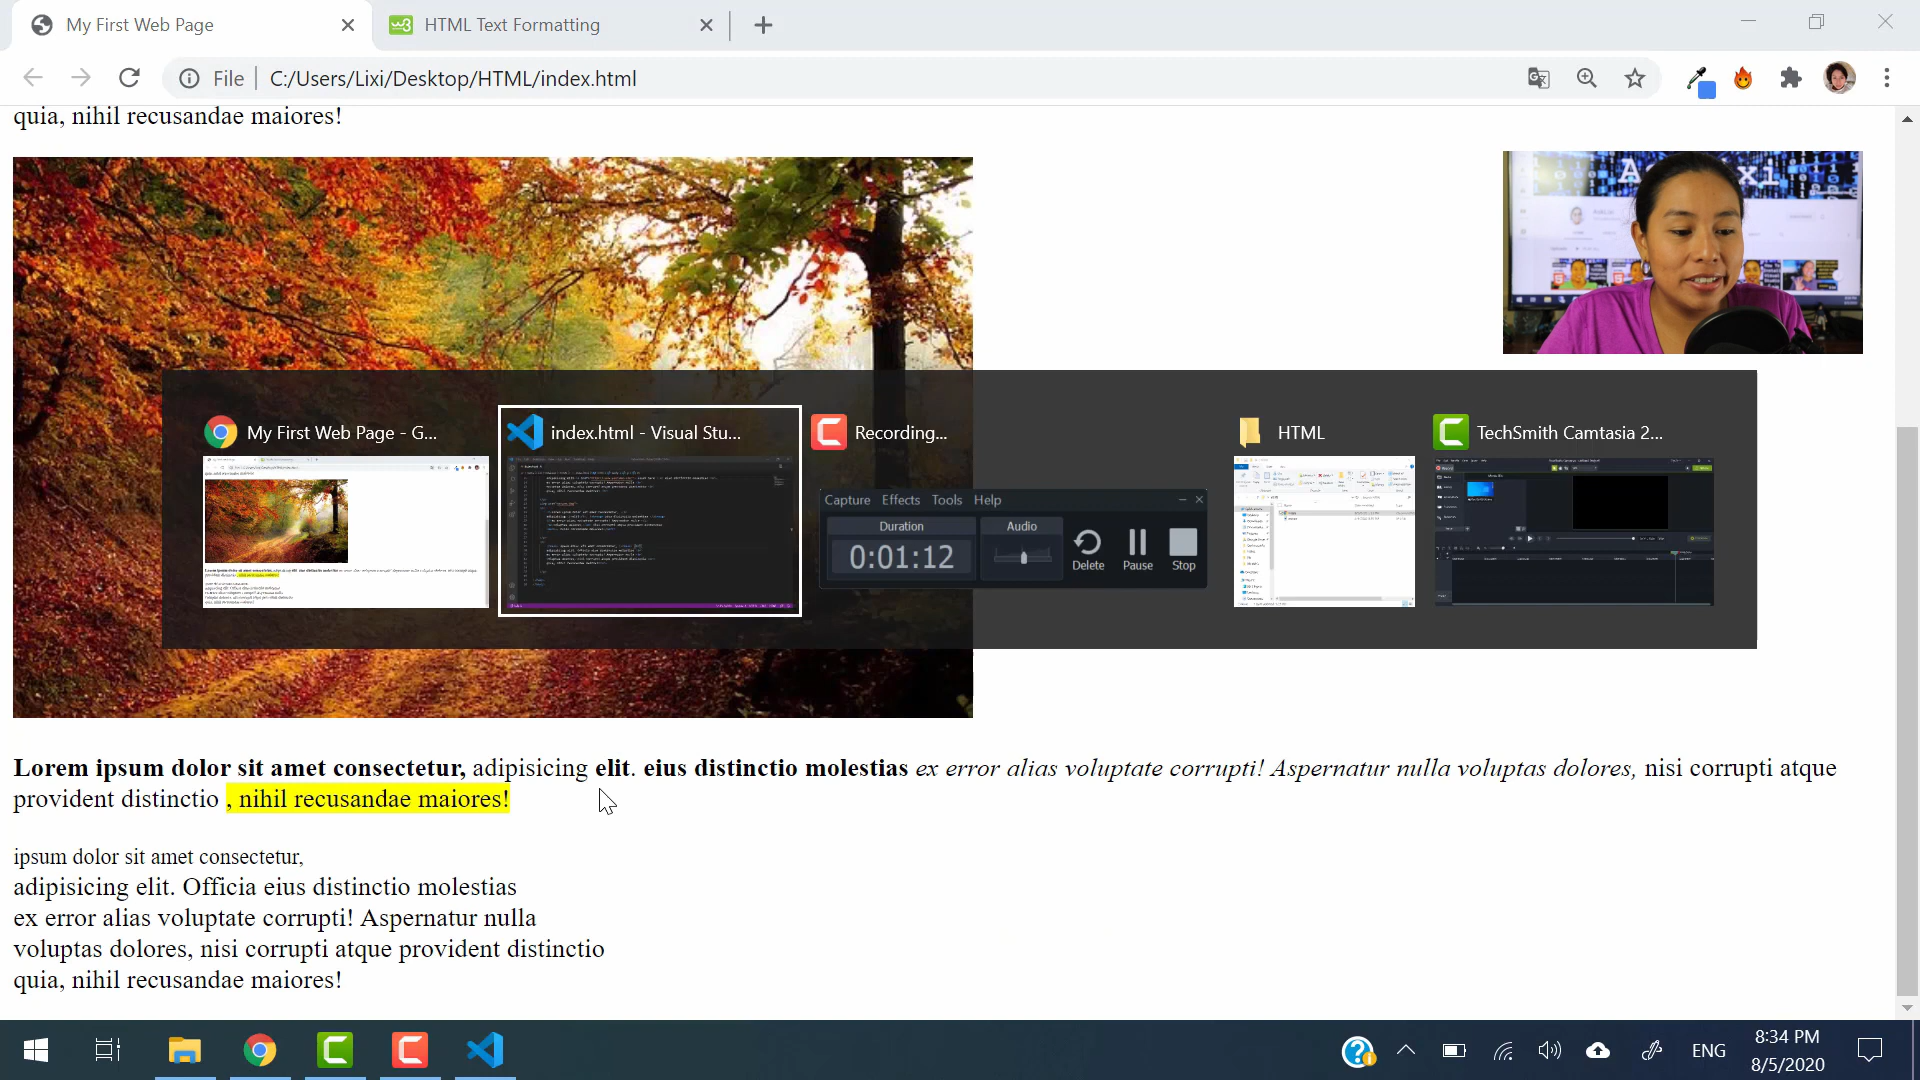 My First Web Page
HTML Text Formatting
File
C:/Users/Lixi/Desktop/HTML/index.html
quia, nihil recusandae maiores!
My First Web Page - G...
index.html - Visual Stu...
Recording...
HTML
TechSmith Camtasia 2...
Capture Effects Tools Help
Duration
Audio
0:01:12
Delete
Pause
Stop
Lorem ipsum dolor sit amet consectetur, adipisicing elit. eius distinctio molestias ex error alias voluptate corrupti! Aspernatur nulla voluptas dolores, nisi corrupti atque
provident distinctio , nihil recusandae maiores!
ipsum dolor sit amet consectetur,
adipisicing elit. Officia eius distinctio molestias
ex error alias voluptate corrupti! Aspernatur nulla
voluptas dolores, nisi corrupti atque provident distinctio
quia, nihil recusandae maiores!
ENG
8:34 PM
8/5/2020